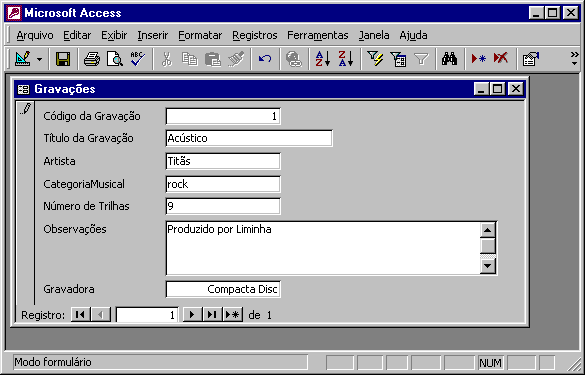 Microsoft Access
Arquivo Editar Exibir Inserir Formatar Registros Ferramentas Janela Ajuda
Gravações
Código da Gravação 1
Título da Gravação Acústico
Artista Titãs
CategoriaMusical rock
Número de Trilhas 9
Observações Produzido por Liminha
Gravadora Compacta Disc
Registro: 1 de 1
Modo formulário NUM